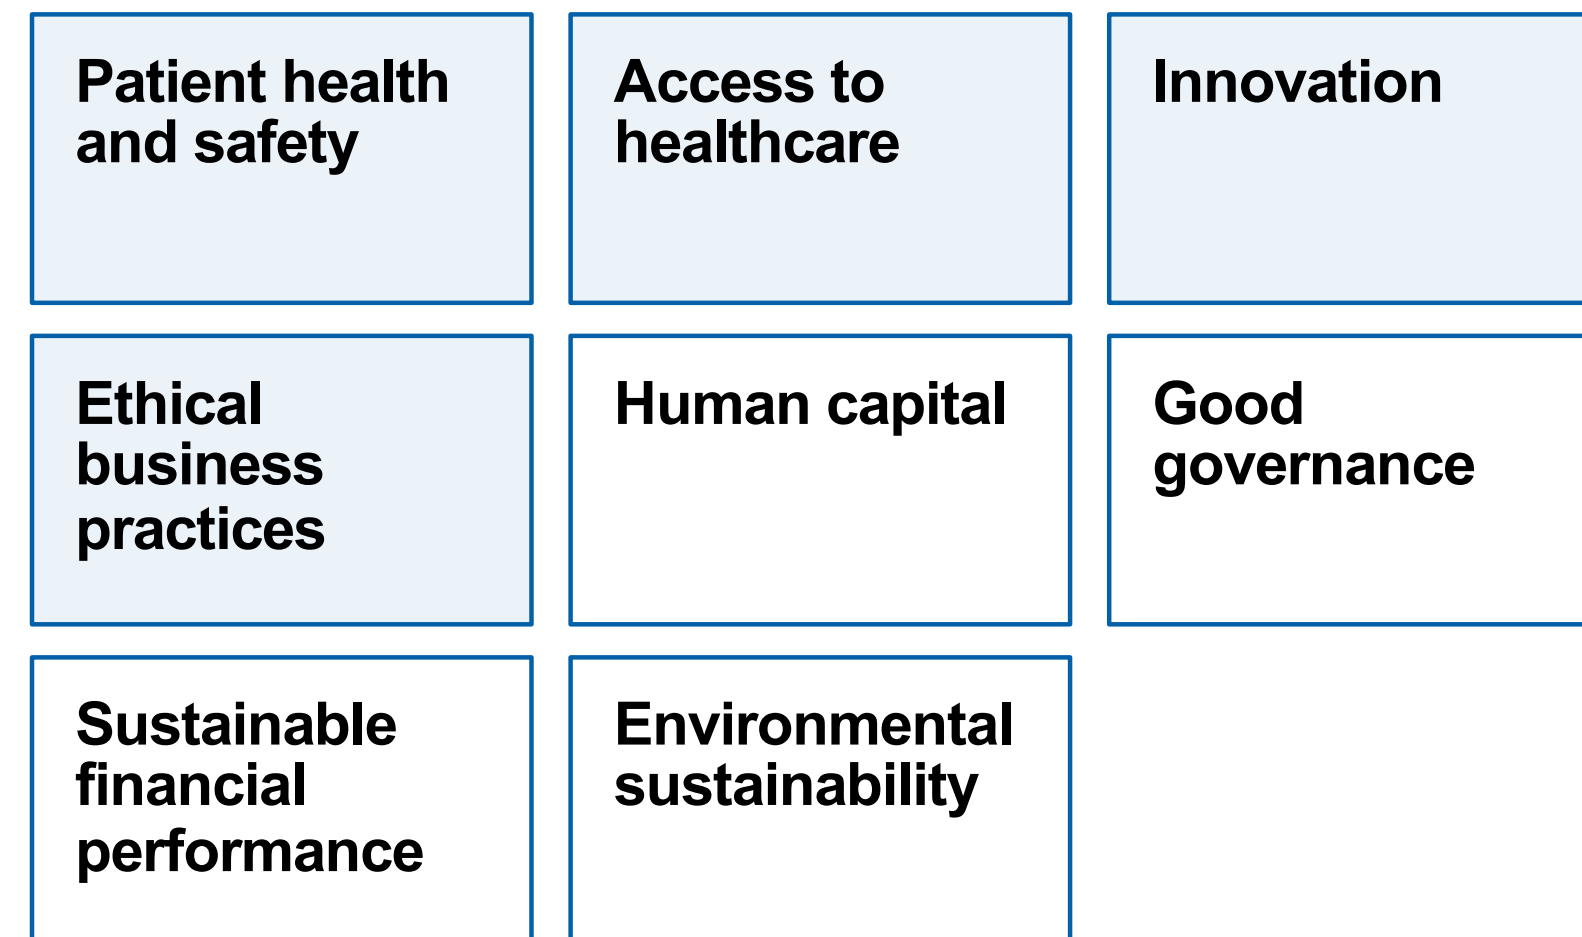 Patient health
and safety
Access to
healthcare
Innovation
Ethical
business
practices
Human capital
Good
governance
Sustainable
financial
performance
Environmental
sustainability